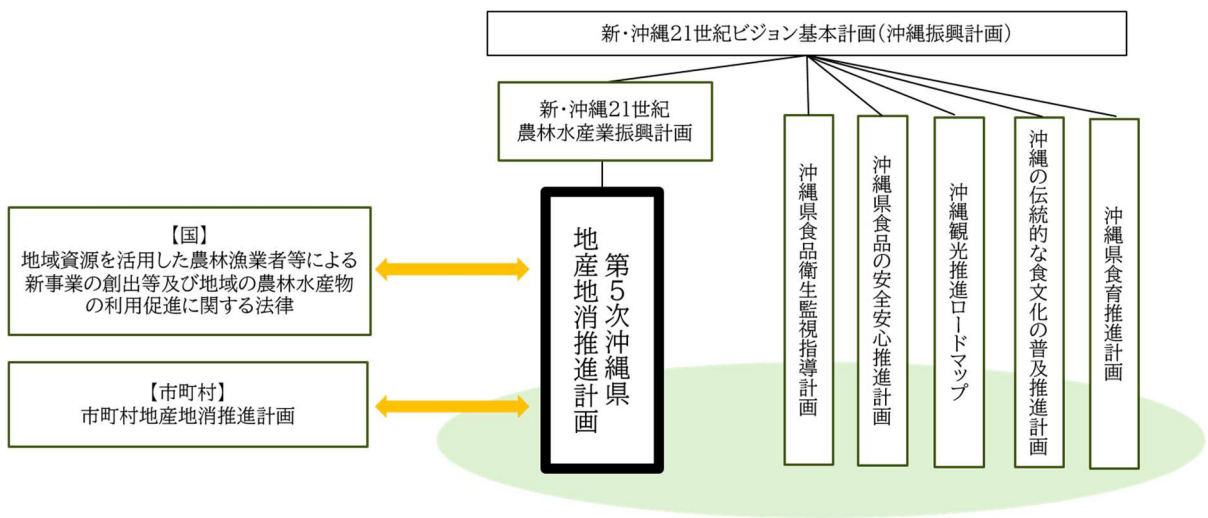 新・沖縄21世紀ビジョン基本計画(沖縄振興計画)
新・沖縄21世紀
農林水産業振興計画
【国】
地域資源を活用した農林漁業者等による
新事業の創出等及び地域の農林水産物
の利用促進に関する法律
【市町村】
市町村地産地消推進計画
第5次沖縄県
地産地消推進計画
沖縄県食品衛生監視指導計画
沖縄県食品の安全安心推進計画
沖縄観光推進ロードマップ
沖縄の伝統的な食文化の普及推進計画
沖縄県食育推進計画